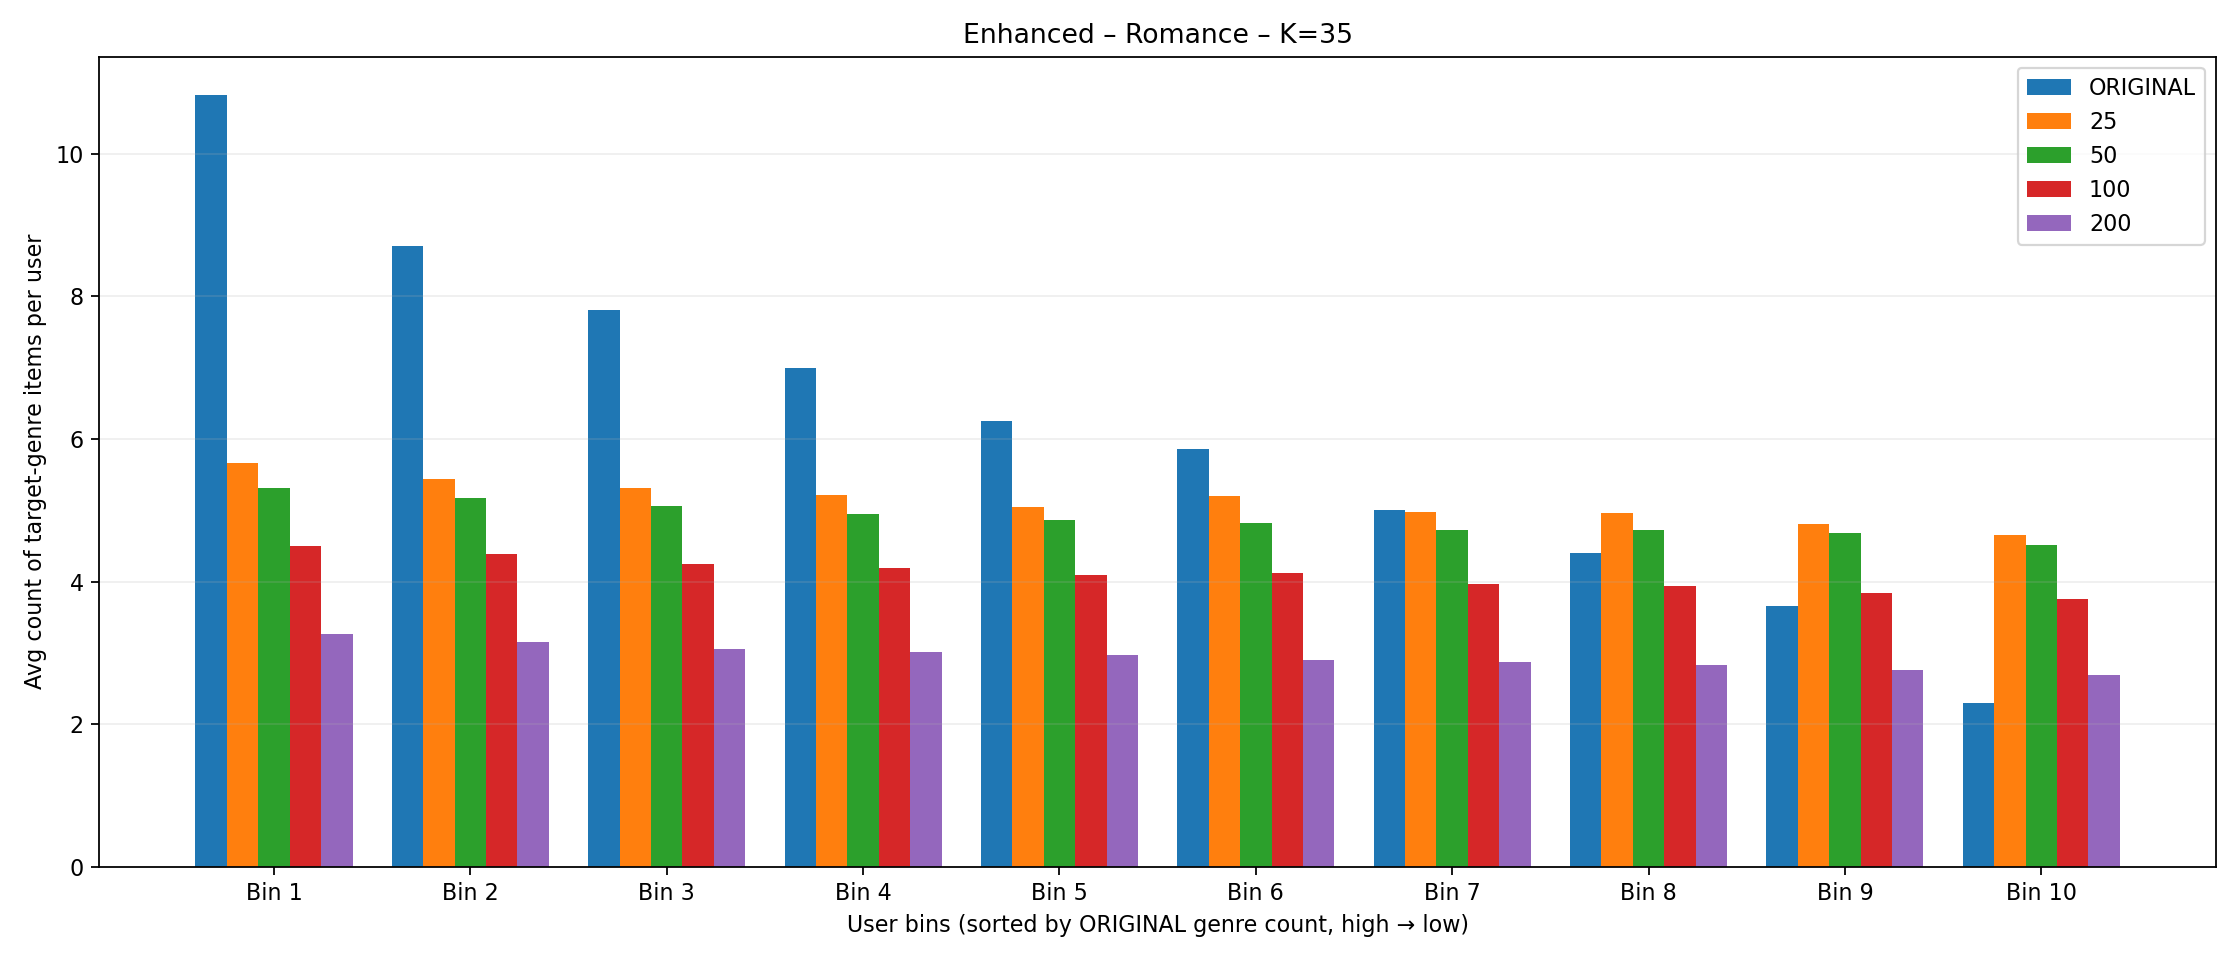 Enhanced – Romance – K=35
ORIGINAL
25
50
100
200
Avg count of target-genre items per user
10
8
6
4
2
0
Bin 1 Bin 2 Bin 3 Bin 4 Bin 5 Bin 6 Bin 7 Bin 8 Bin 9 Bin 10
User bins (sorted by ORIGINAL genre count, high → low)